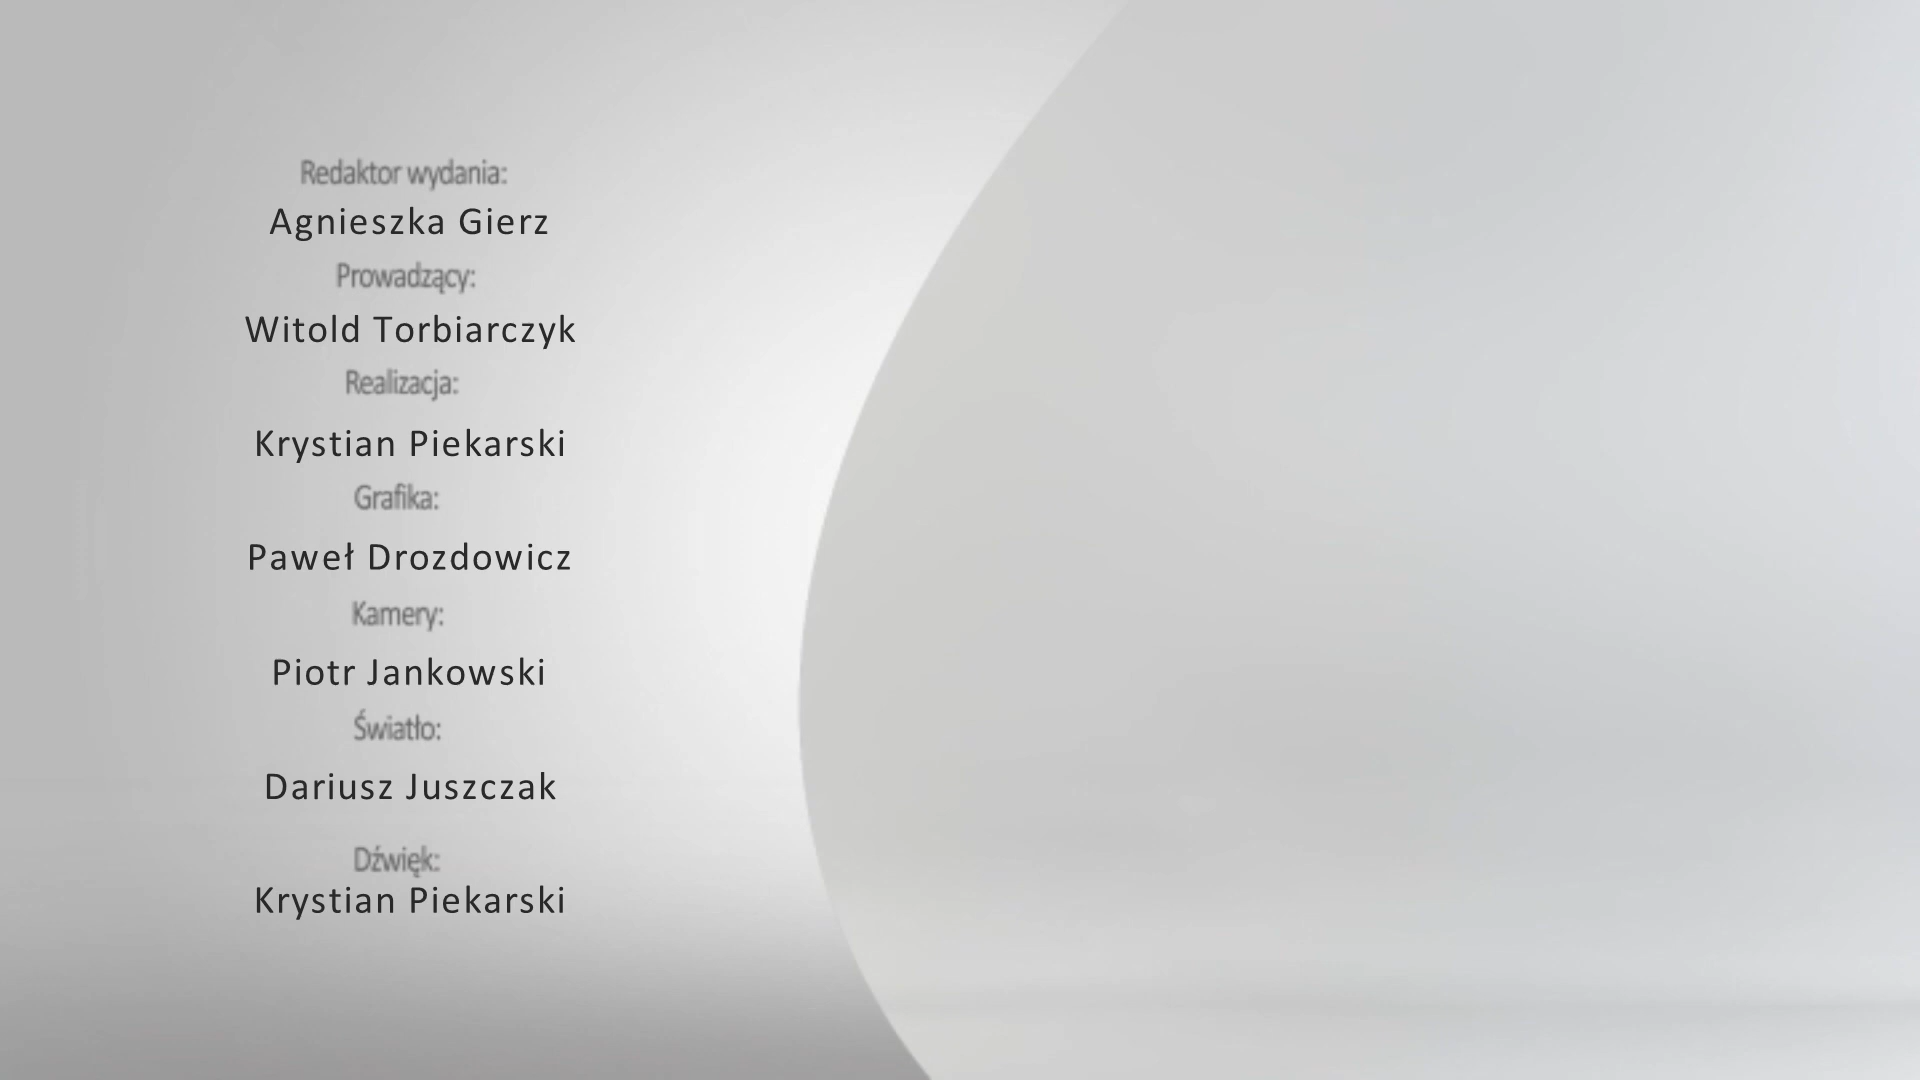 Redaktor wydania:
Agnieszka Gierz
Prowadzący:
Witold Torbiarczyk
Realizacja:
Krystian Piekarski
Grafika:
Paweł Drozdowicz
Kamery:
Piotr Jankowski
Światło:
Dariusz Juszczak
Dźwięk:
Krystian Piekarski